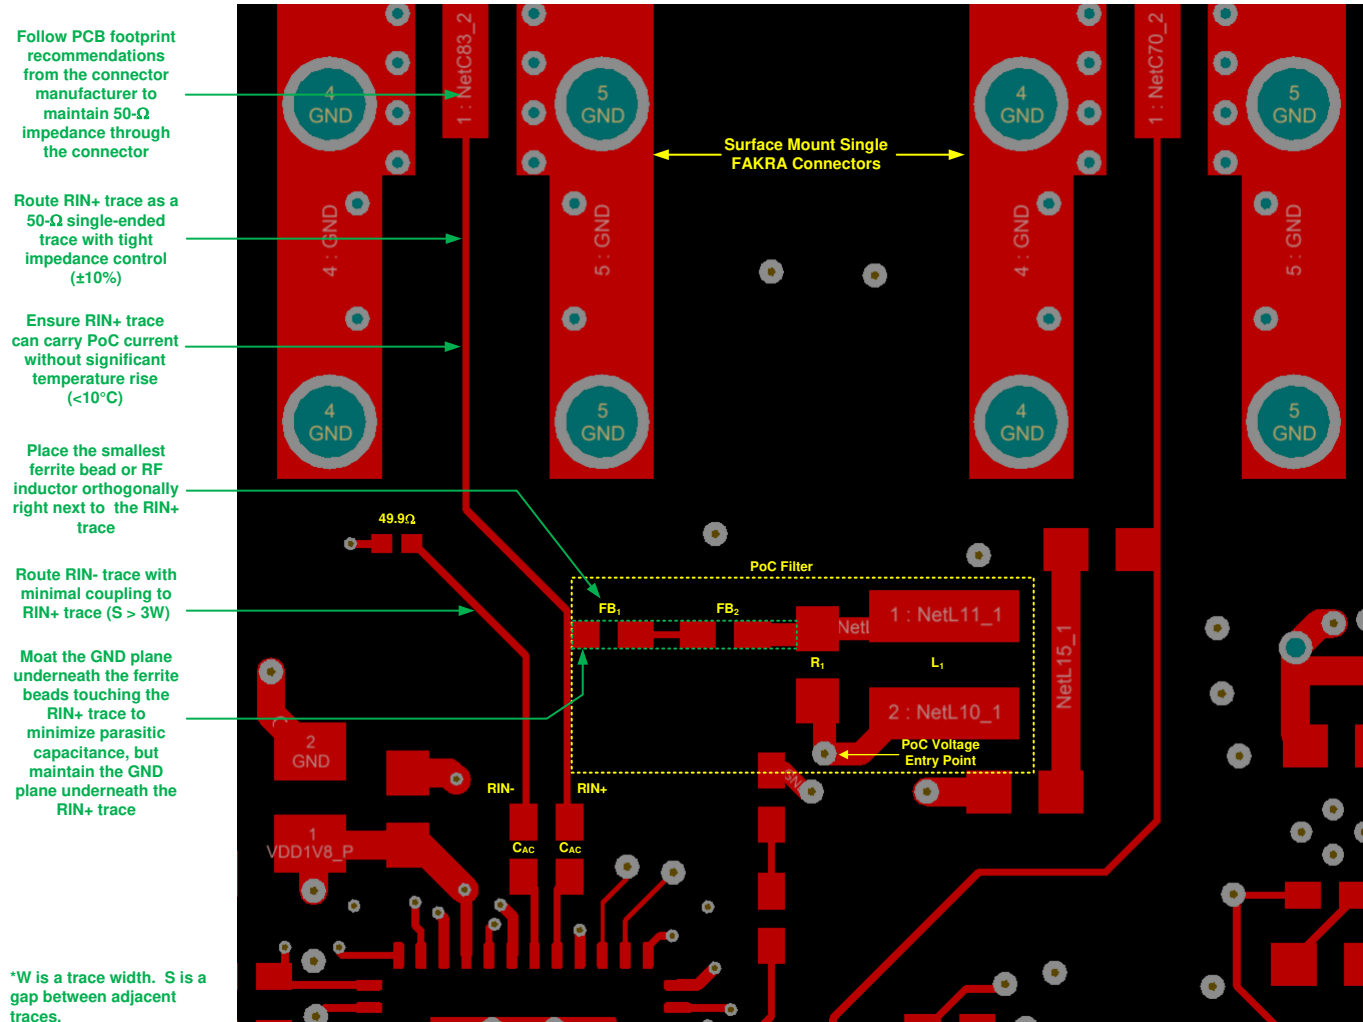 Follow PCB footprint
recommendations
from the connector
manufacturer to
maintain 50-Ω
impedance through
the connector
Route RIN+ trace as a
50-Ω single-ended
trace with tight
impedance control
(±10%)
Ensure RIN+ trace
can carry PoC current
without significant
temperature rise
(<10°C)
Place the smallest
ferrite bead or RF
inductor orthogonally
right next to the RIN+
trace
Route RIN- trace with
minimal coupling to
RIN+ trace (S > 3W)
Moat the GND plane
underneath the ferrite
beads touching the
RIN+ trace to
minimize parasitic
capacitance, but
maintain the GND
plane underneath the
RIN+ trace
*W is a trace width. S is a
gap between adjacent
traces.
4
GND
1 : NetC83_2
5
GND
4
GND
1 : NetC70_2
5
GND
Surface Mount Single
FAKRA Connectors
4 : GND
5 : GND
4 : GND
5 : GND
4
GND
5
GND
4
GND
5
GND
49.9Ω
PoC Filter
FB1
FB2
NetL
1 : NetL11_1
R1
L1
NetL15_1
2 : NetL10_1
PoC Voltage
Entry Point
2
GND
RIN-
RIN+
1
VDD1V8_P
CAC
CAC